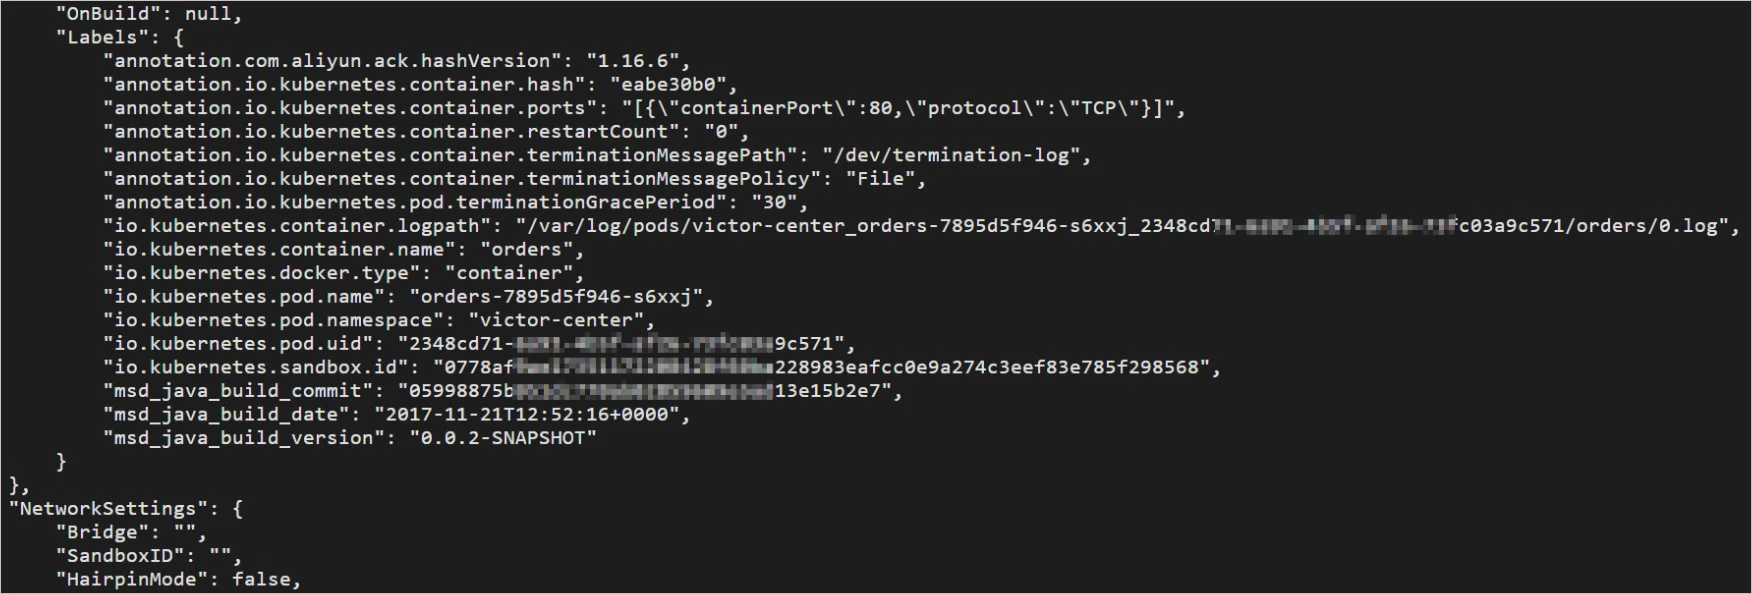 "OnBuild": null,
"Labels": {
"annotation.com.aliyun.ack.hashVersion": "1.16.6",
"annotation.io.kubernetes.container.hash": "eabe30b0",
"annotation.io.kubernetes.container.ports": "[{\"containerPort\":80,\"protocol\":\"TCP\"}]",
"annotation.io.kubernetes.container.restartCount": "0",
"annotation.io.kubernetes.container.terminationMessagePath": "/dev/termination-log",
"annotation.io.kubernetes.container.terminationMessagePolicy": "File",
"annotation.io.kubernetes.pod.terminationGracePeriod": "30",
"io.kubernetes.container.logpath": "/var/log/pods/victor-center_orders-7895d5f946-s6xxj_2348cd fc03a9c571/orders/0.log",
"io.kubernetes.container.name": "orders",
"io.kubernetes.docker.type": "container",
"io.kubernetes.pod.name": "orders-7895d5f946-s6xxj",
"io.kubernetes.pod.namespace": "victor-center",
"io.kubernetes.pod.uid": "2348cd71- 9c571",
"io.kubernetes.sandbox.id": "0778af 228983eafcc0e9a274c3eef83e785f298568",
"msd_java_build_commit": "05998875b 13e15b2e7",
"msd_java_build_date": "2017-11-21T12:52:16+0000",
"msd_java_build_version": "0.0.2-SNAPSHOT"
}
},
"NetworkSettings": {
"Bridge": "",
"SandboxID": "",
"HairpinMode": false,